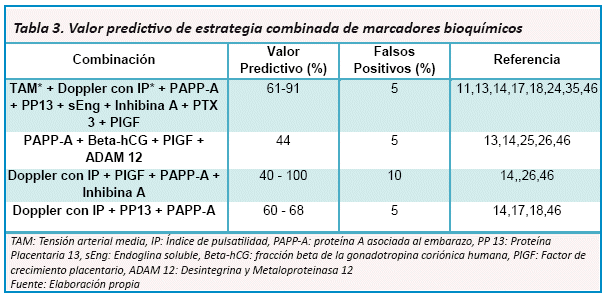 Tabla 3. Valor predictivo de estrategia combinada de marcadores bioquímicos
Combinación
Valor
Predictivo (%)
Falsos
Positivos (%)
Referencia
TAM* + Doppler con IP* + PAPP-A
+ PP13 + sEng + Inhibina A + PTX
3 + PlGF
61-91
5
11,13,14,17,18,24,35,46
PAPP-A + Beta-hCG + PlGF +
ADAM 12
44
5
13,14,25,26,46
Doppler con IP + PlGF + PAPP-A +
Inhibina A
40 - 100
10
14,,26,46
Doppler con IP + PP13 + PAPP-A
60 - 68
5
14,17,18,46
TAM: Tensión arterial media, IP: Índice de pulsatilidad, PAPP-A: proteína A asociada al embarazo, PP 13: Proteína
Placentaria 13, sEng: Endoglina soluble, Beta-hCG: fracción beta de la gonadotropina coriónica humana, PlGF: Factor de
crecimiento placentario, ADAM 12: Desintegrina y Metaloproteinasa 12
Fuente: Elaboración propia